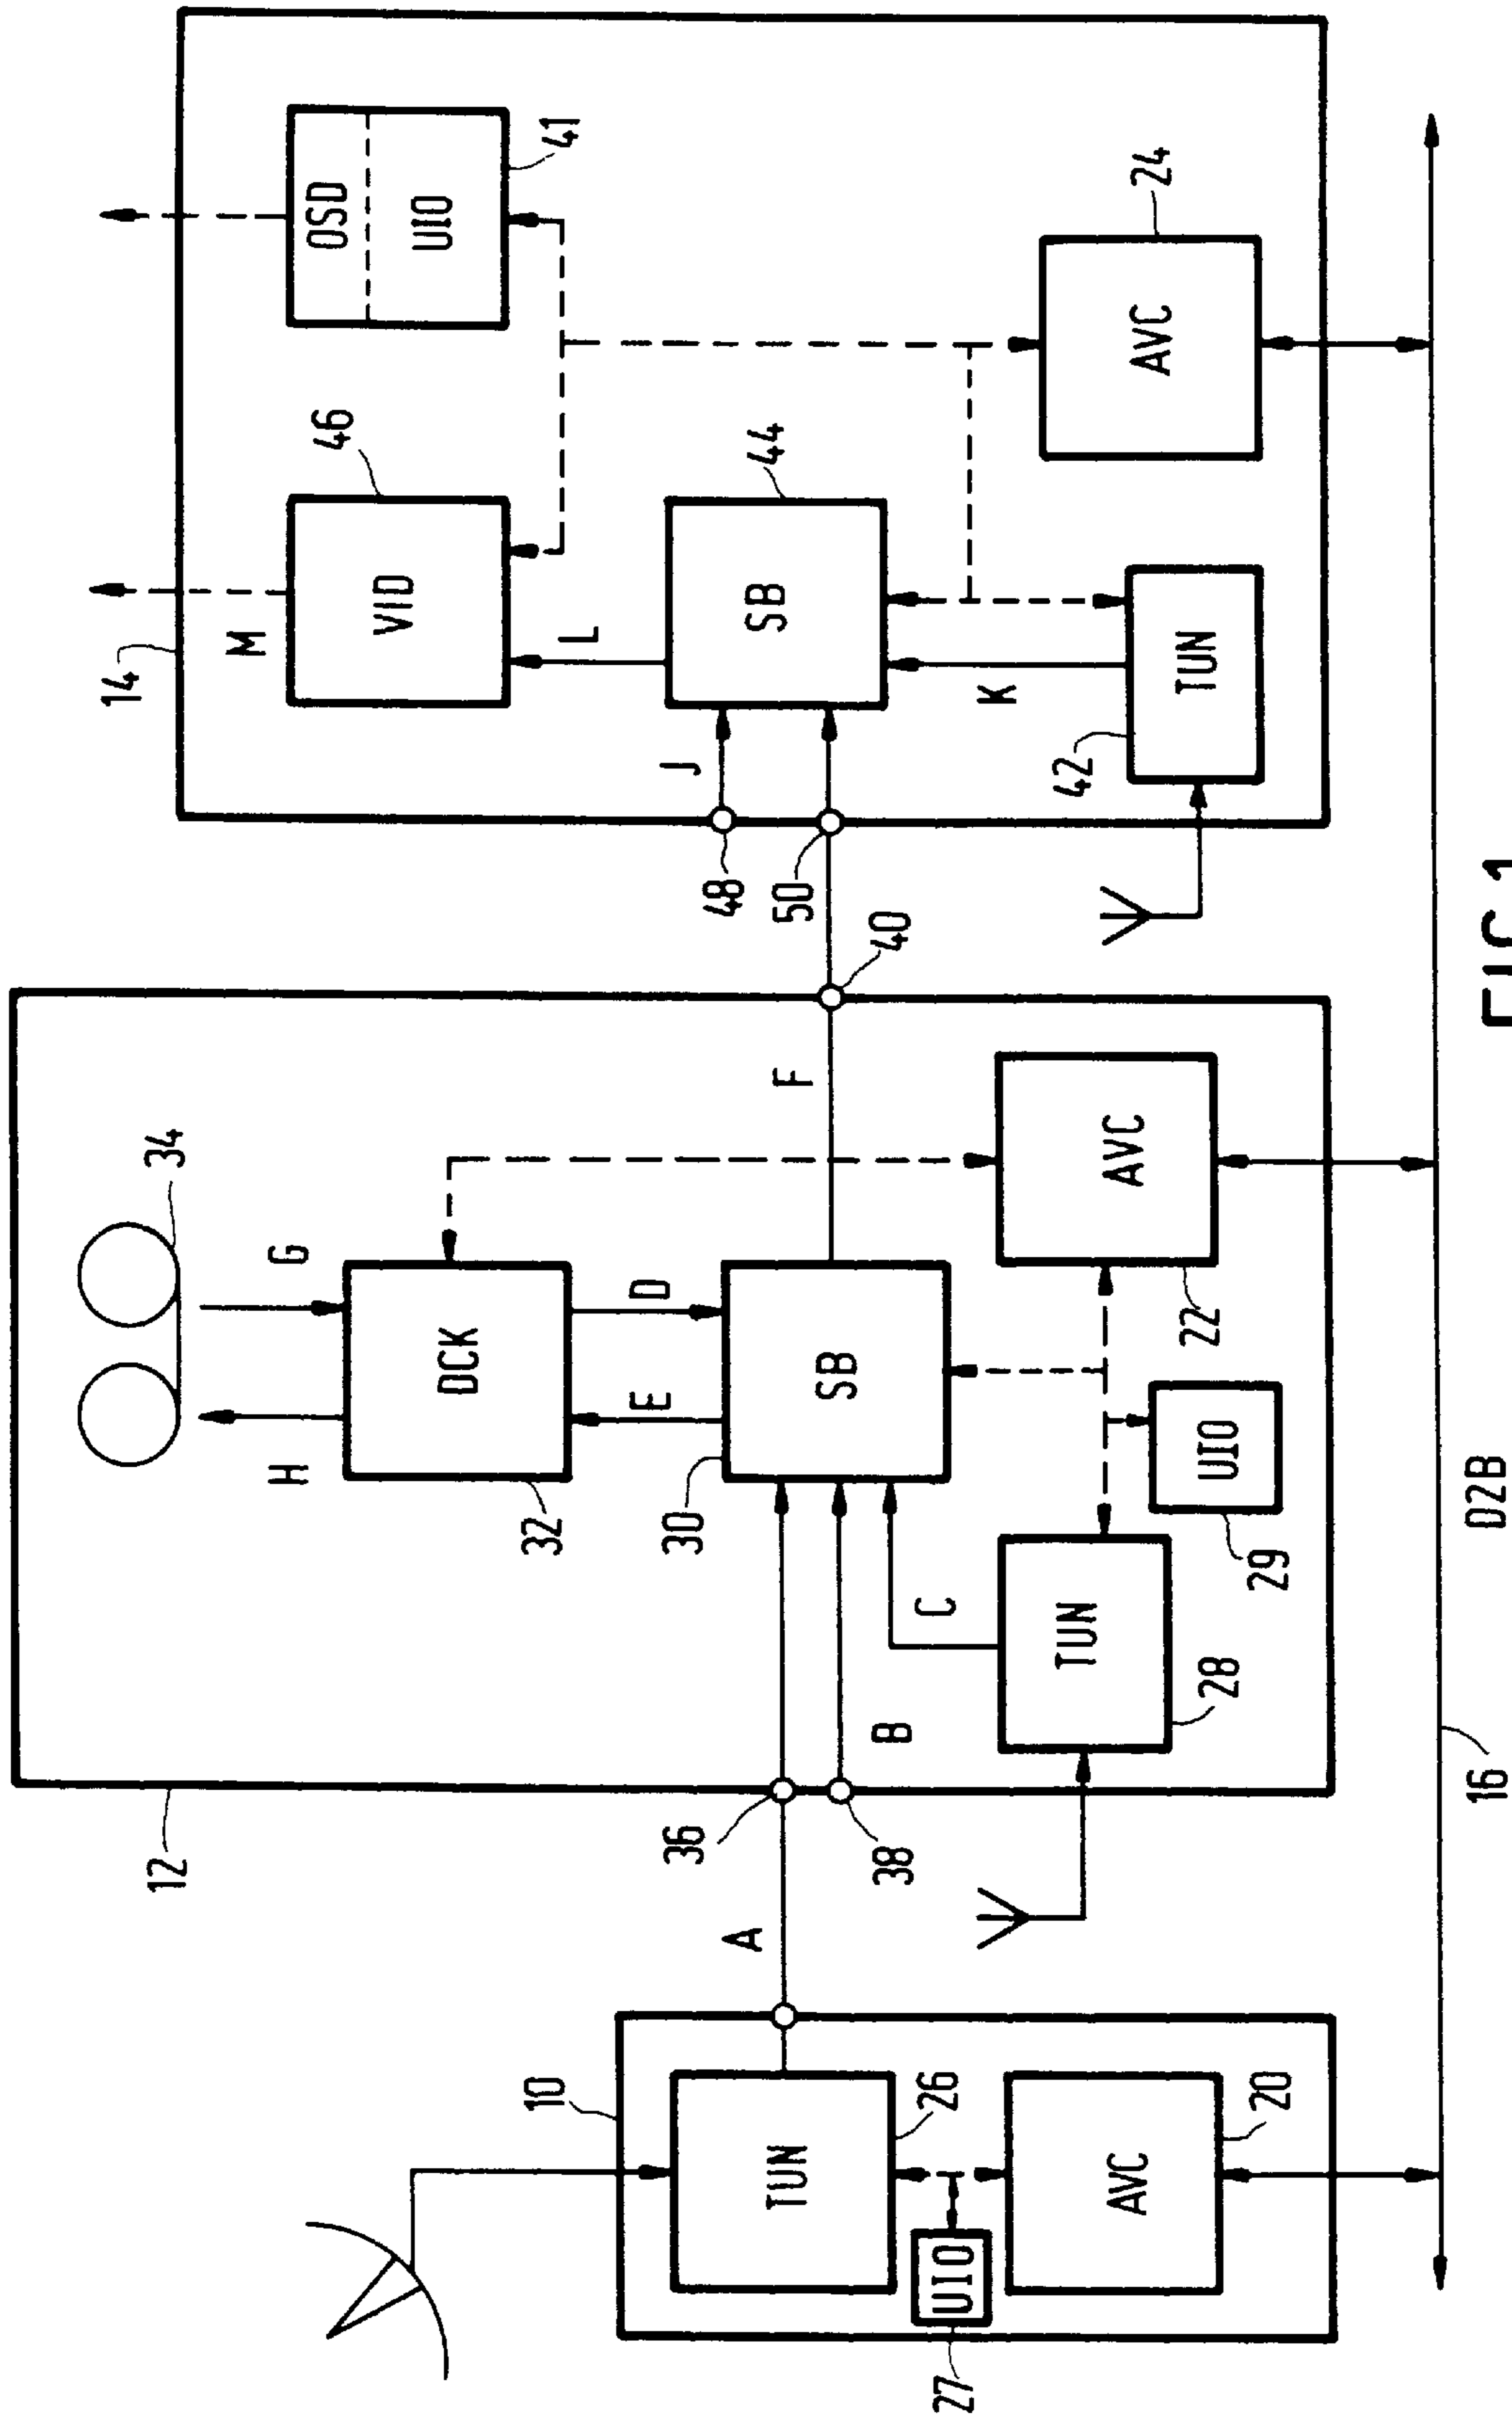 10
TUN
26
UIO
27
AVC
20
A
12
36
38
B
C
TUN
28
UIO
29
30
SB
E
D
32
DCK
H
G
34
F
AVC
22
40
14
48
50
J
K
42
TUN
SB
44
L
VID
46
M
OSD
UIO
41
AVC
24
16
D2B
FIG.1